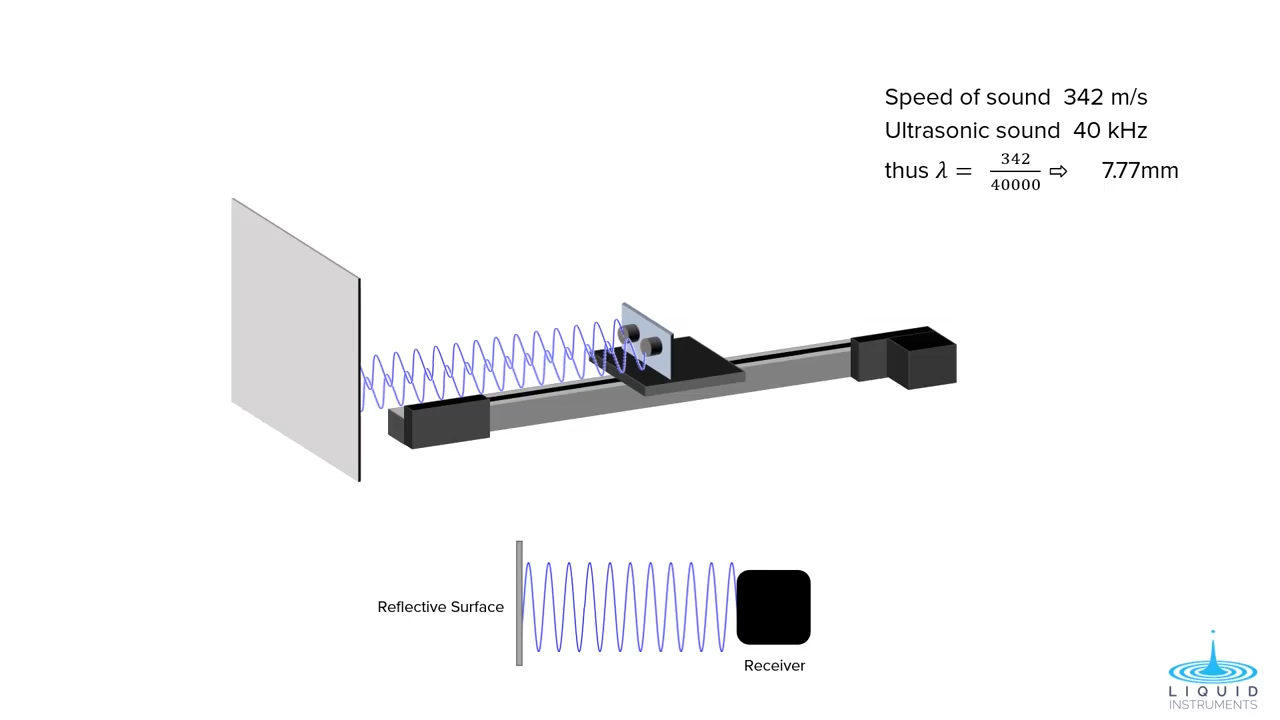 Speed of sound 342 m/s
Ultrasonic sound 40 kHz
thus λ = 342/40000 ⇨ 7.77mm
Reflective Surface
Receiver
LIQUID
INSTRUMENTS